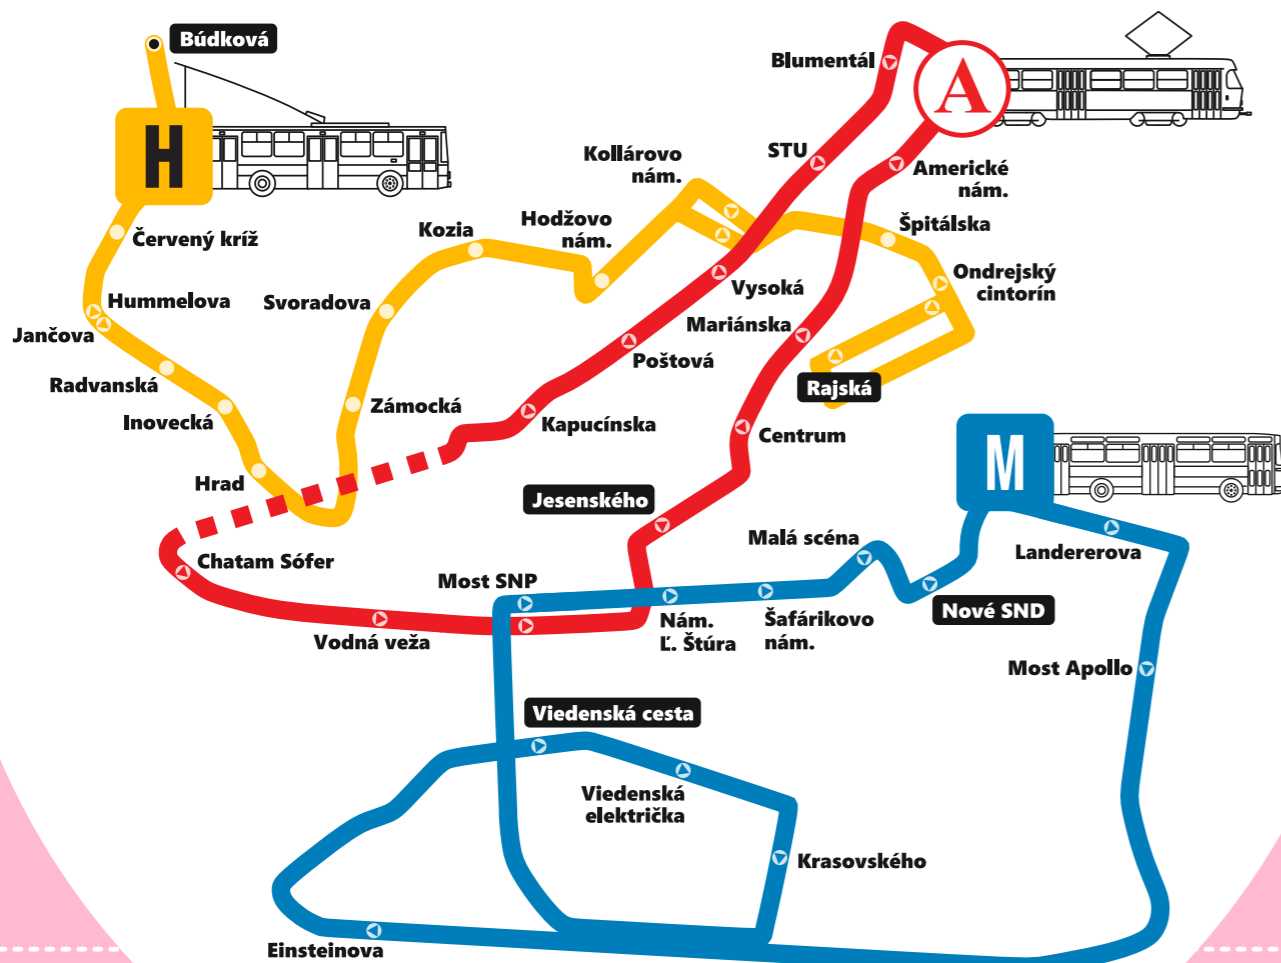 Búdková
H
Červený kríž
Hummelova
Jančova
Radvanská
Inovecká
Hrad
Zámocká
Svoradova
Kozia
Hodžovo
nám.
Kollárovo
nám.
Špitálska
Ondrejský
cintorín
Rajská
A
Blumentál
STU
Vysoká
Poštová
Kapucínska
Chatam Sófer
Vodná veža
Most SNP
Jesenského
Centrum
Mariánska
Americké
nám.
M
Landererova
Most Apollo
Nové SND
Malá scéna
Šafárikovo
nám.
Nám.
Ľ. Štúra
Viedenská cesta
Viedenská
električka
Krasovského
Einsteinova